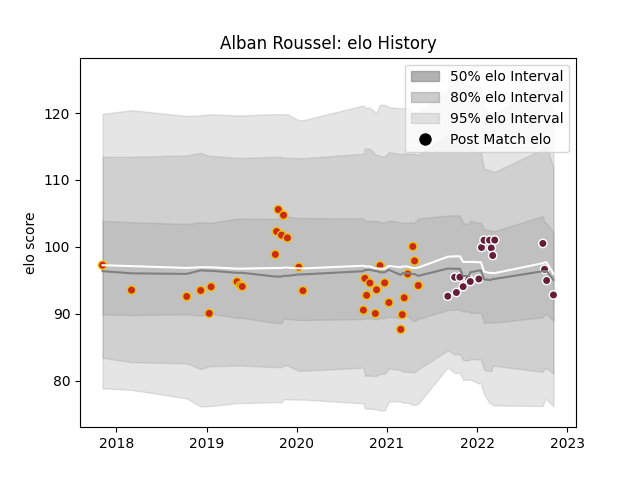 Alban Roussel: elo History
50% elo Interval
80% elo Interval
95% elo Interval
Post Match elo
elo score
120
110
100
90
80
2018 2019 2020 2021 2022 2023